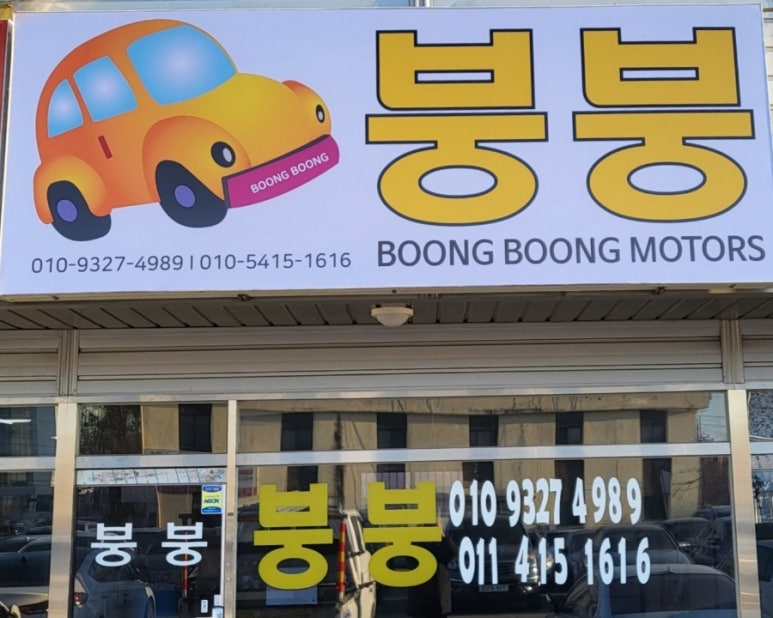 BOONG BOONG
붕붕
010-9327-4989 | 010-5415-1616
BOONG BOONG MOTORS
붕붕
붕붕
010 9327 4989
011 415 1616